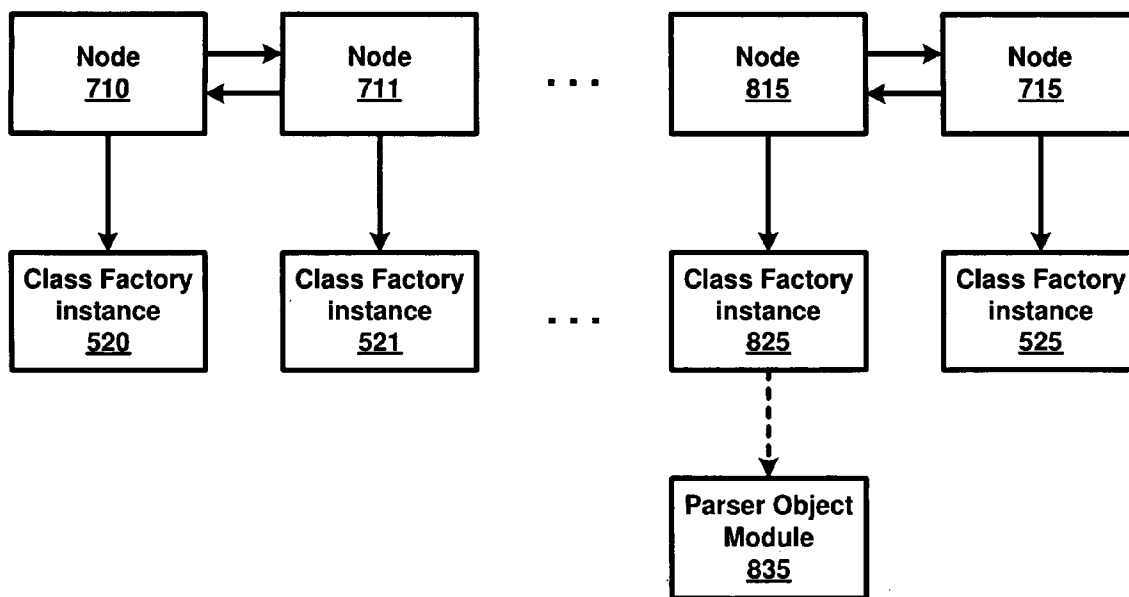 Node
710
Node
711
. . .
Node
815
Node
715
Class Factory
instance
520
Class Factory
instance
521
. . .
Class Factory
instance
825
Class Factory
instance
525
Parser Object
Module
835